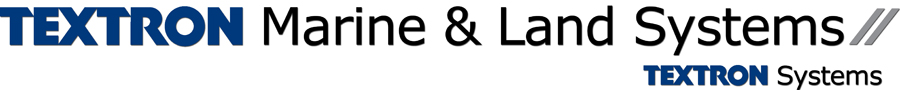 TEXTRON Marine & Land Systems
TEXTRON Systems